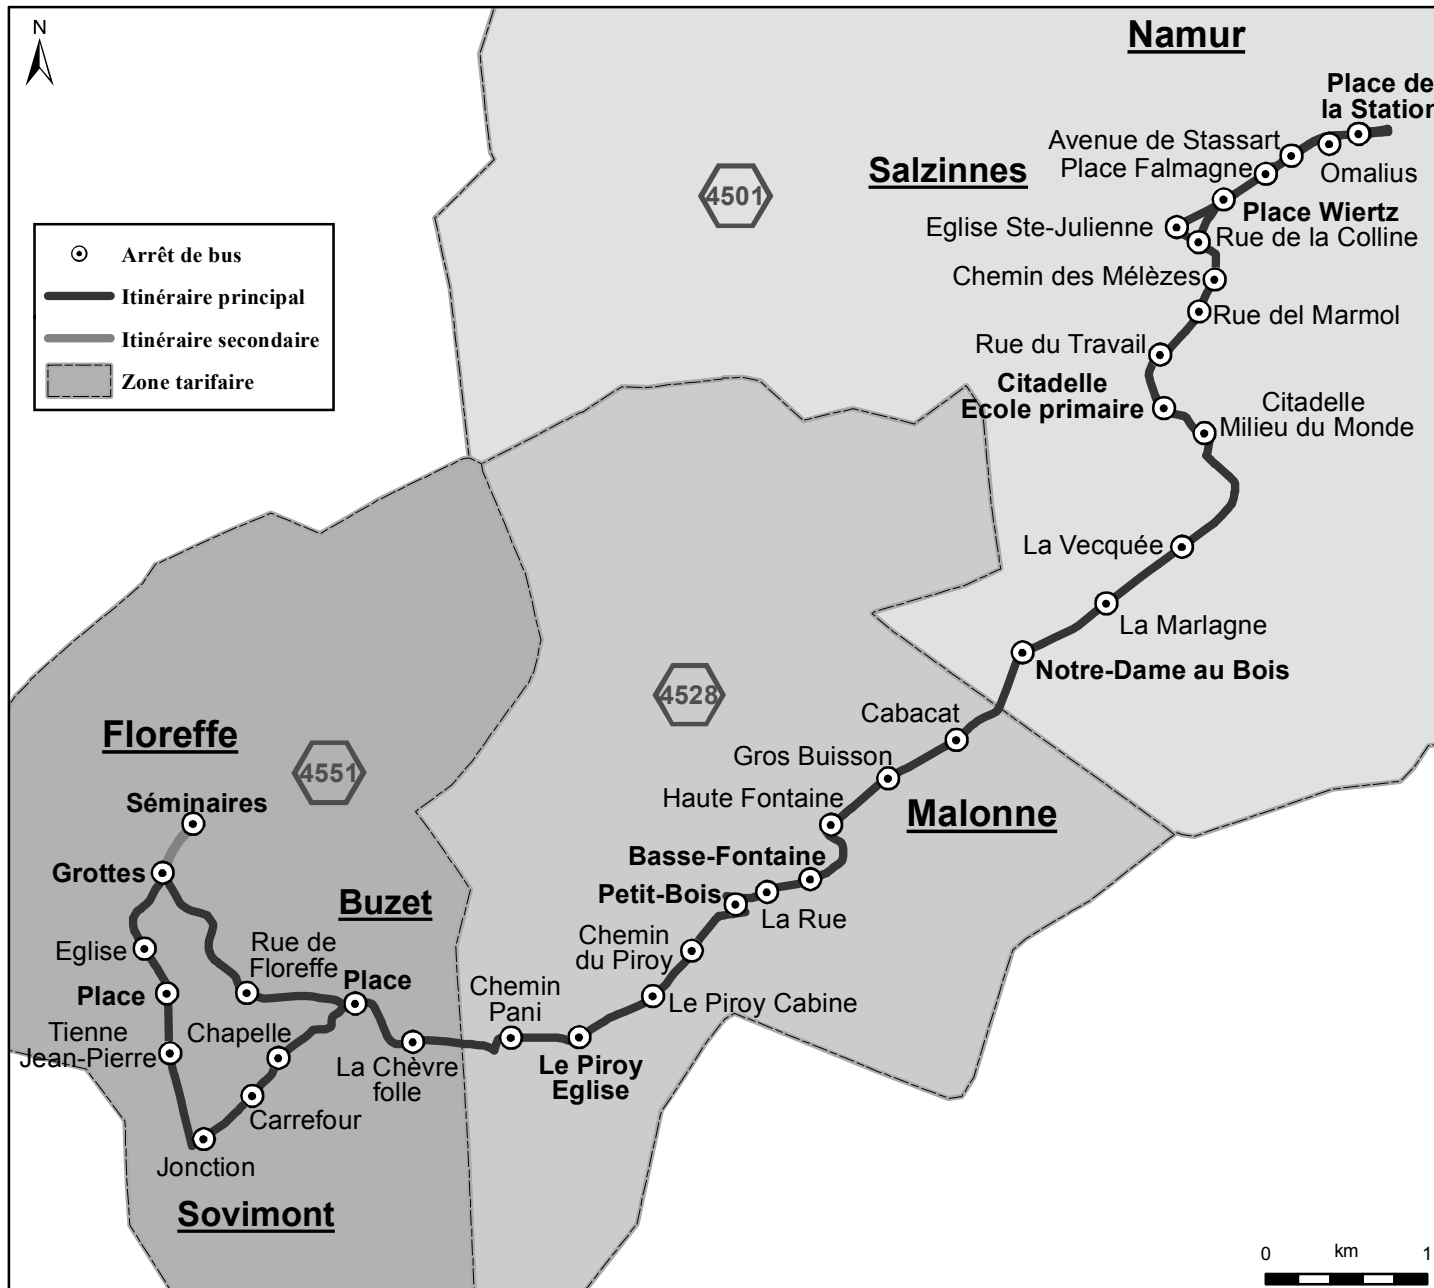 N
Namur
Place de
la Station
Avenue de Stassart
Place Falmagne
Omalius
Salzinnes
4501
Place Wiertz
Eglise Ste-Julienne
Rue de la Colline
Arrêt de bus
Itinéraire principal
Itinéraire secondaire
Zone tarifaire
Chemin des Mélèzes
Rue del Marmol
Rue du Travail
Citadelle
Ecole primaire
Citadelle
Milieu du Monde
La Vecquée
La Marlagne
Notre-Dame au Bois
4528
Cabacat
Gros Buisson
Haute Fontaine
Malonne
Floreffe
4551
Séminaires
Basse-Fontaine
Grottes
Petit-Bois
Buzet
La Rue
Chemin
du Piroy
Eglise
Rue de
Floreffe
Place
Place
Chemin
Pani
Le Piroy Cabine
Tienne
Jean-Pierre
Chapelle
La Chèvre
folle
Le Piroy
Eglise
Carrefour
Jonction
Sovimont
0 km 1